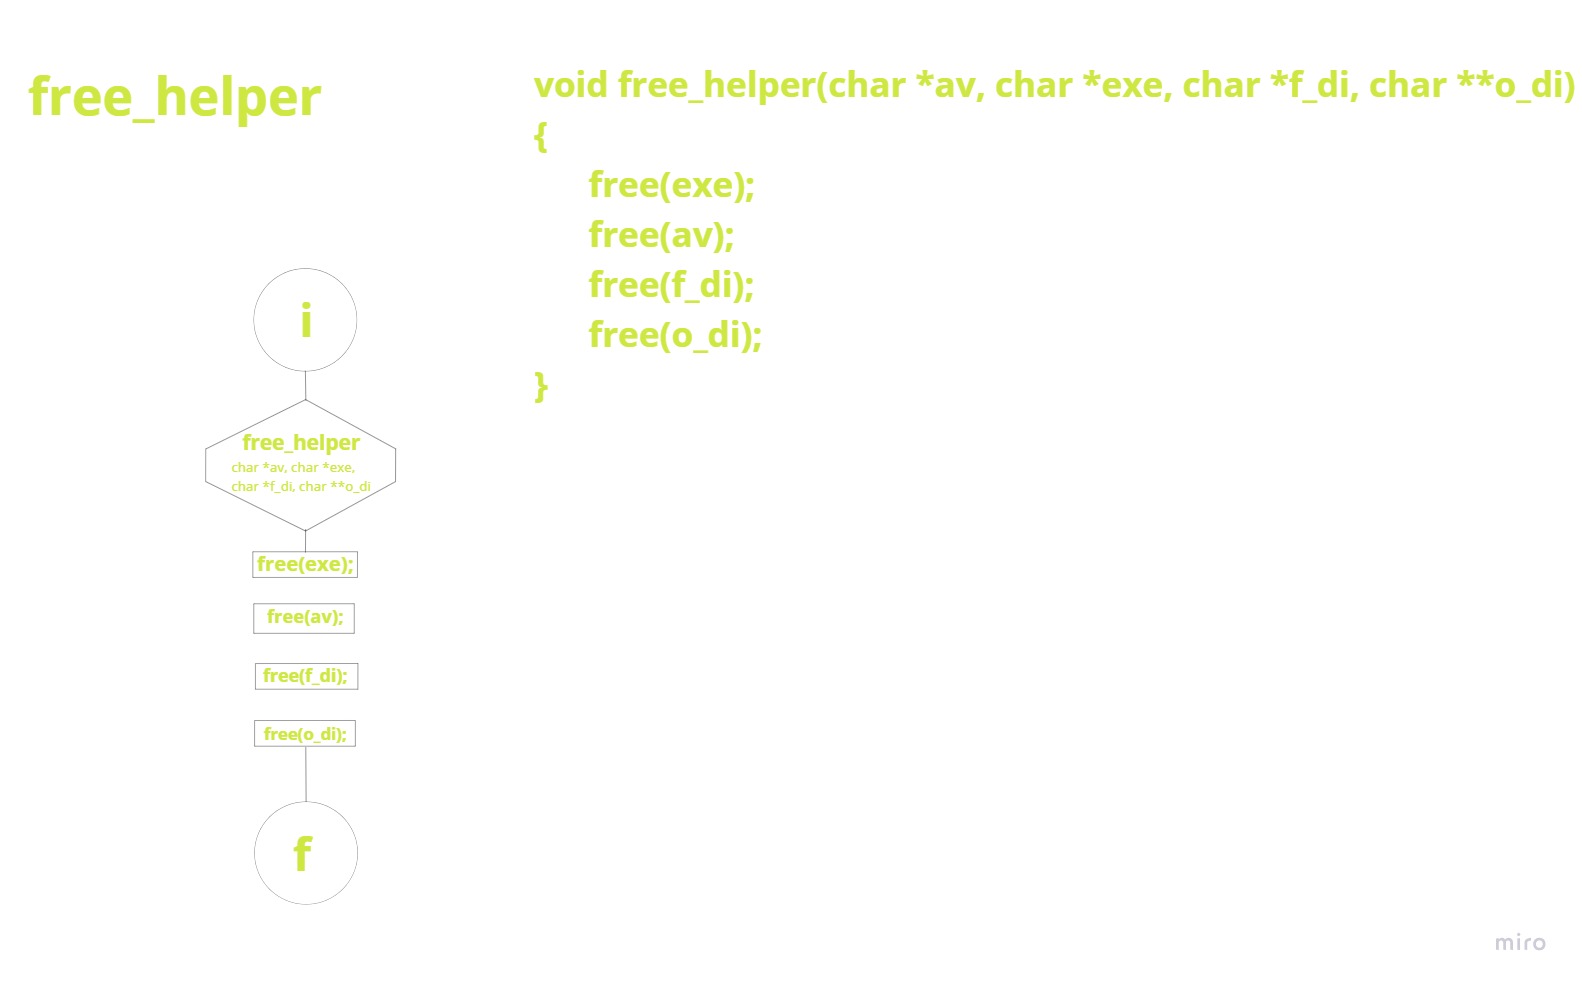 free_helper
void free_helper(char *av, char *exe, char *f_di, char **o_di)
{
free(exe);
free(av);
free(f_di);
free(o_di);
}
i
free_helper
char *av, char *exe,
char *f_di, char **o_di
free(exe);
free(av);
free(f_di);
free(o_di);
f
miro